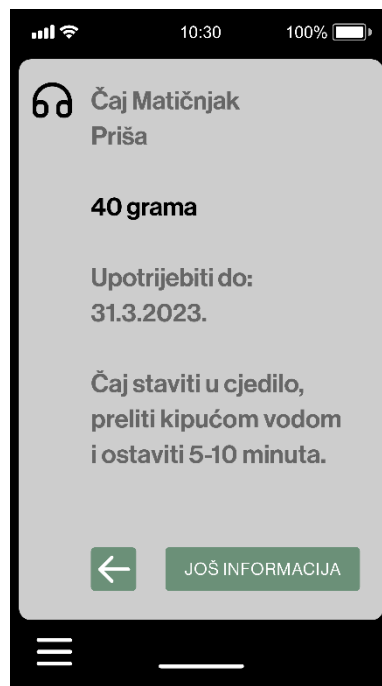 10:30
100%
Čaj Matičnjak
Priša
40 grama
Upotrijebiti do:
31.3.2023.
Čaj staviti u cjedilo,
preliti kipućom vodom
i ostaviti 5-10 minuta.
JOŠ INFORMACIJA